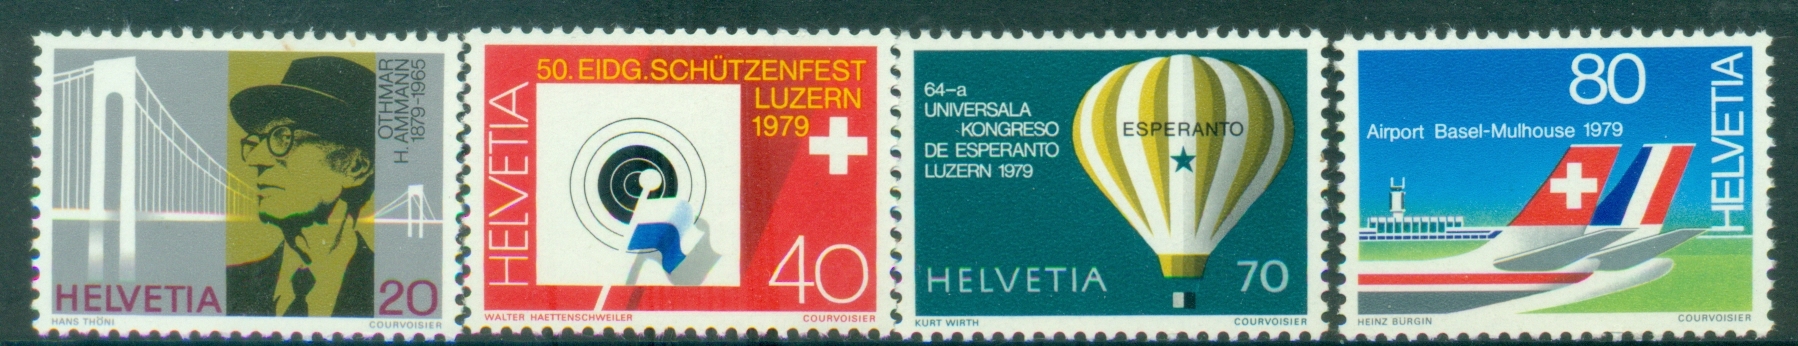 OTHMAR
H. AMMANN
1879-1965
HELVETIA 20
HANS THÖNI COURVOISIER
50. EIDG. SCHÜTZENFEST
LUZERN
1979
HELVETIA
40
WALTER HAETTENSCHWEILER COURVOISIER
64-a
UNIVERSALA
KONGRESO
DE ESPERANTO
LUZERN 1979
ESPERANTO
HELVETIA 70
KURT WIRTH COURVOISIER
80
Airport Basel-Mulhouse 1979
HELVETIA
HEINZ BÜRGIN COURVOISIER